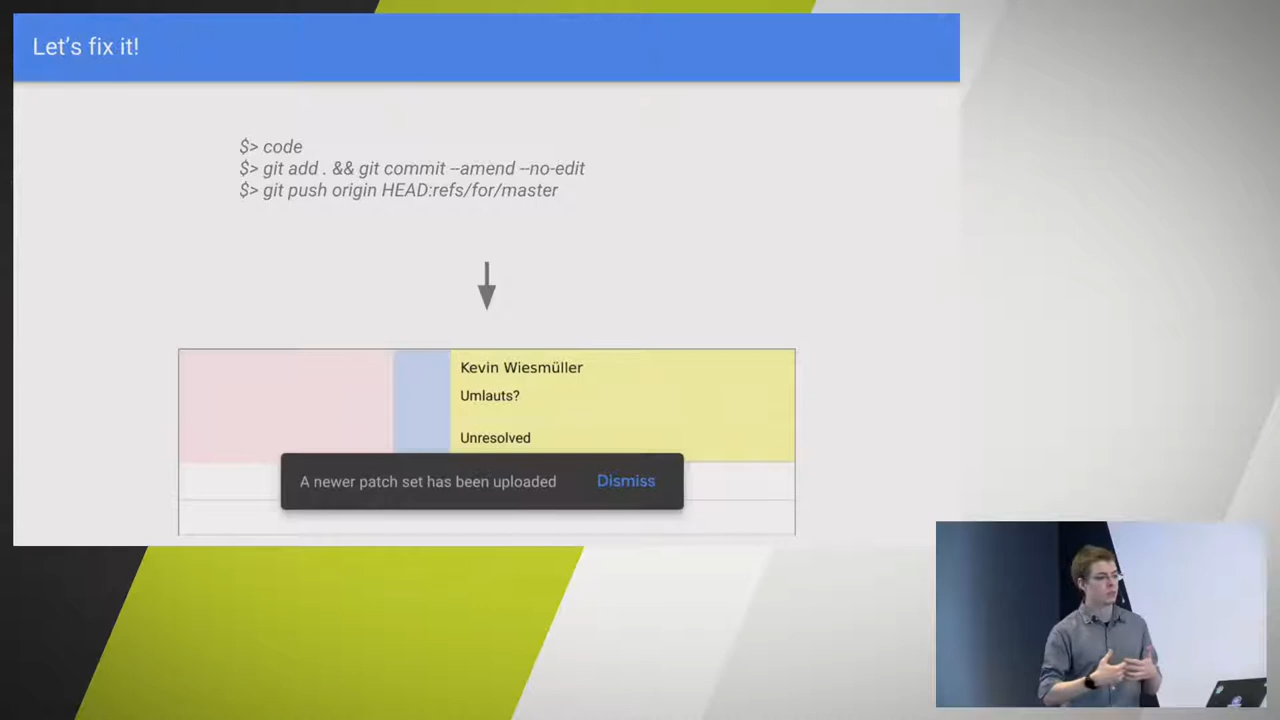 Let's fix it!
$> code
$> git add . && git commit --amend --no-edit
$> git push origin HEAD:refs/for/master
Kevin Wiesmüller
Umlauts?
Unresolved
A newer patch set has been uploaded
Dismiss